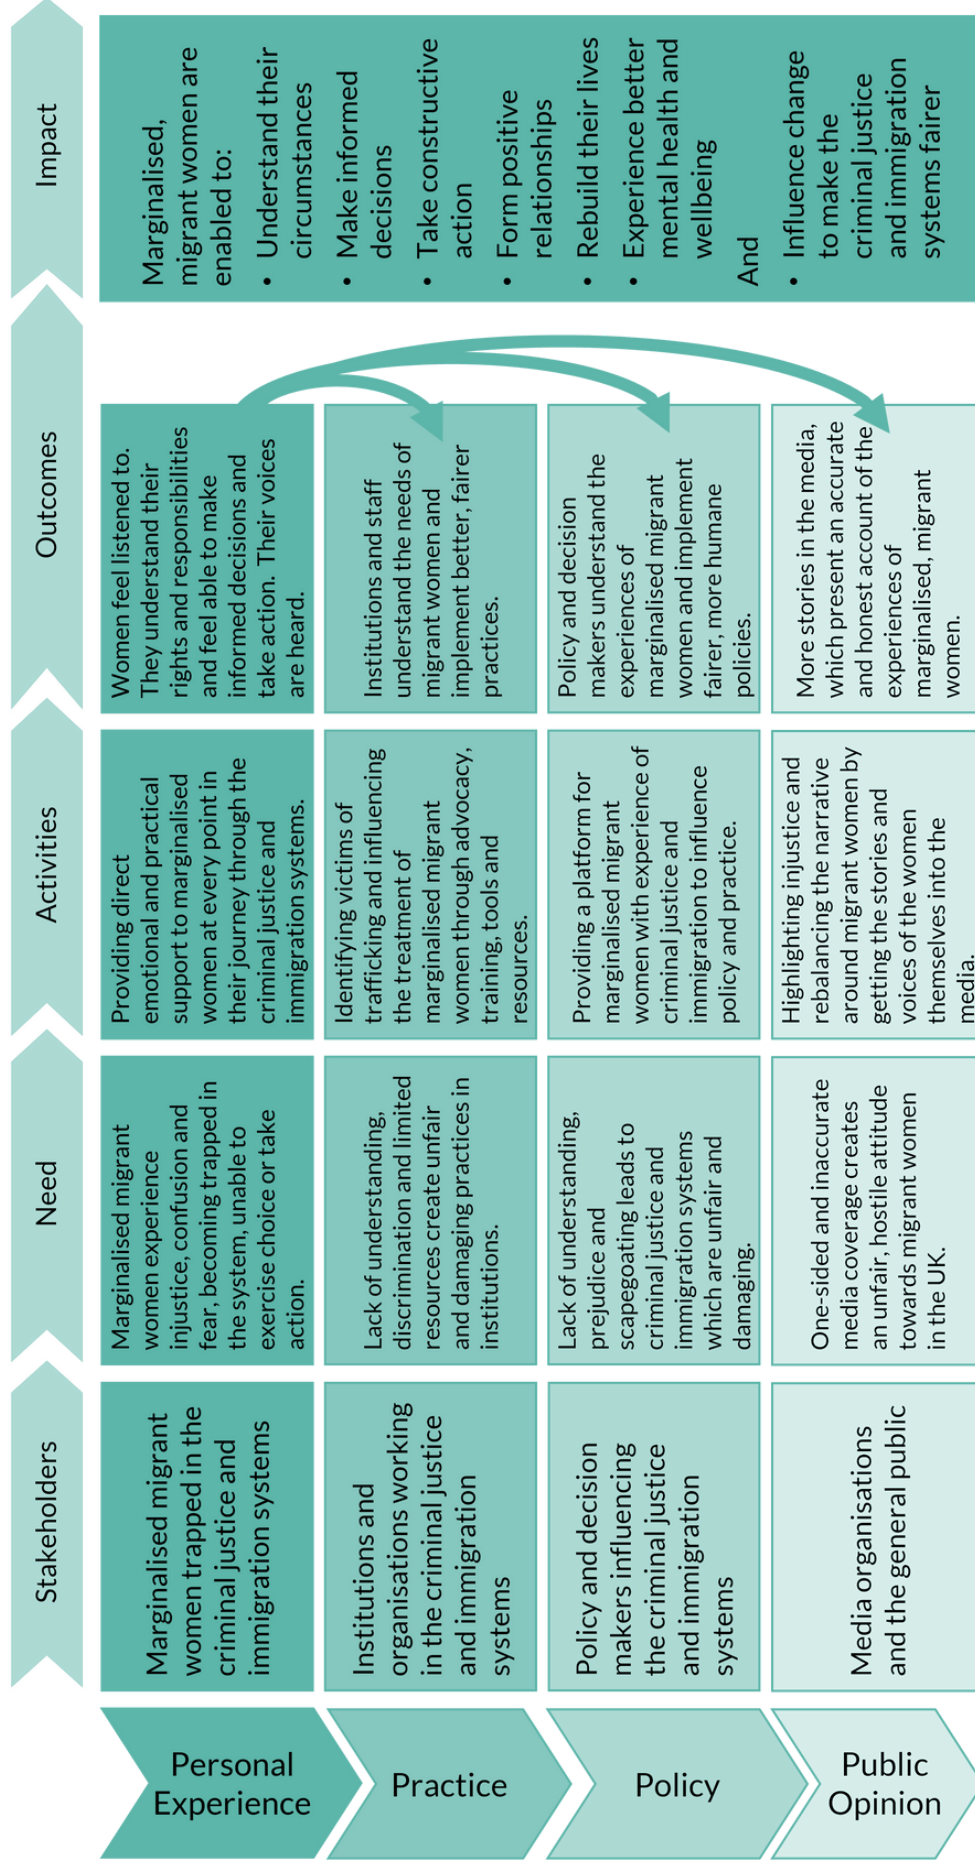 Stakeholders
Need
Activities
Outcomes
Impact
Personal
Experience
Marginalised migrant
women trapped in the
criminal justice and
immigration systems
Marginalised migrant
women experience
injustice, confusion and
fear, becoming trapped in
the system, unable to
exercise choice or take
action.
Providing direct
emotional and practical
support to marginalised
women at every point in
their journey through the
criminal justice and
immigration systems.
Women feel listened to.
They understand their
rights and responsibilities
and feel able to make
informed decisions and
take action. Their voices
are heard.
Practice
Institutions and
organisations working
in the criminal justice
and immigration
systems
Lack of understanding,
discrimination and limited
resources create unfair
and damaging practices in
institutions.
Identifying victims of
trafficking and influencing
the treatment of
marginalised migrant
women through advocacy,
training, tools and
resources.
Institutions and staff
understand the needs of
migrant women and
implement better, fairer
practices.
Policy
Policy and decision
makers influencing
the criminal justice
and immigration
systems
Lack of understanding,
prejudice and
scapegoating leads to
criminal justice and
immigration systems
which are unfair and
damaging.
Providing a platform for
marginalised migrant
women with experience of
criminal justice and
immigration to influence
policy and practice.
Policy and decision
makers understand the
experiences of
marginalised migrant
women and implement
fairer, more humane
policies.
Public
Opinion
Media organisations
and the general public
One-sided and inaccurate
media coverage creates
an unfair, hostile attitude
towards migrant women
in the UK.
Highlighting injustice and
rebalancing the narrative
around migrant women by
getting the stories and
voices of the women
themselves into the
media.
More stories in the media,
which present an accurate
and honest account of the
experiences of
marginalised, migrant
women.
Marginalised,
migrant women are
enabled to:
• Understand their
circumstances
• Make informed
decisions
• Take constructive
action
• Form positive
relationships
• Rebuild their lives
• Experience better
mental health and
wellbeing
And
• Influence change
to make the
criminal justice
and immigration
systems fairer